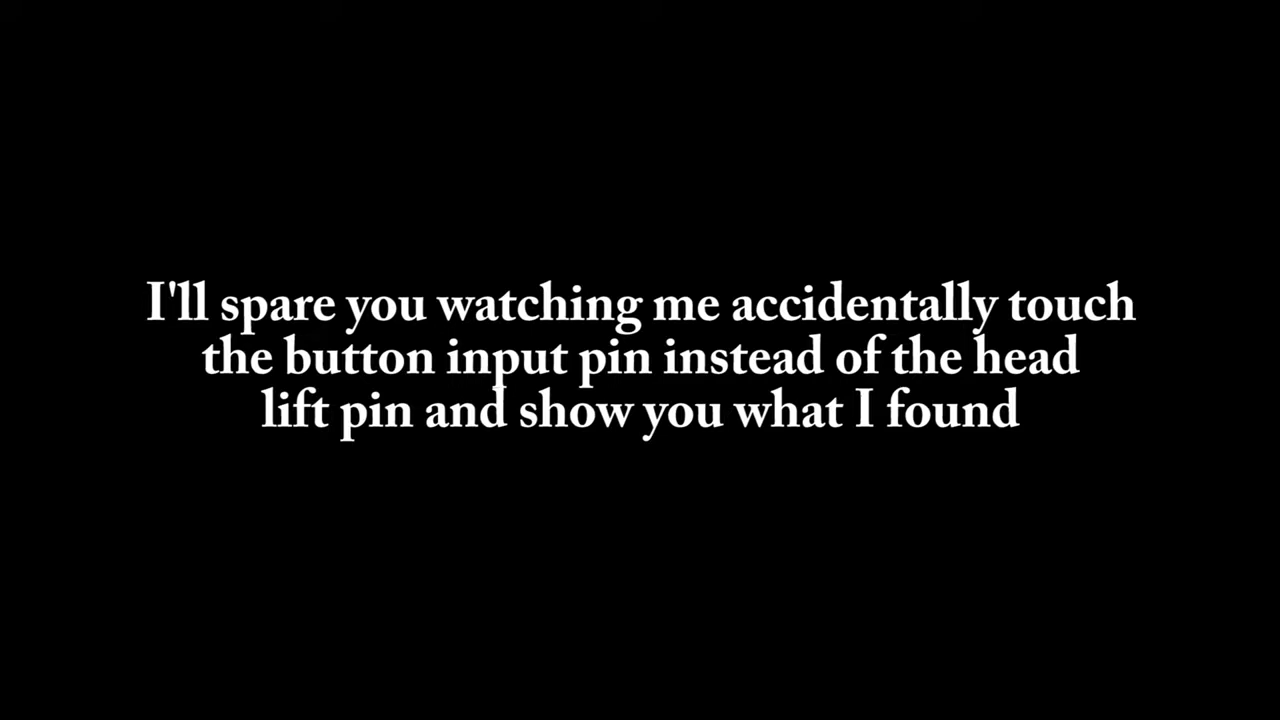 I'll spare you watching me accidentally touch
the button input pin instead of the head
lift pin and show you what I found